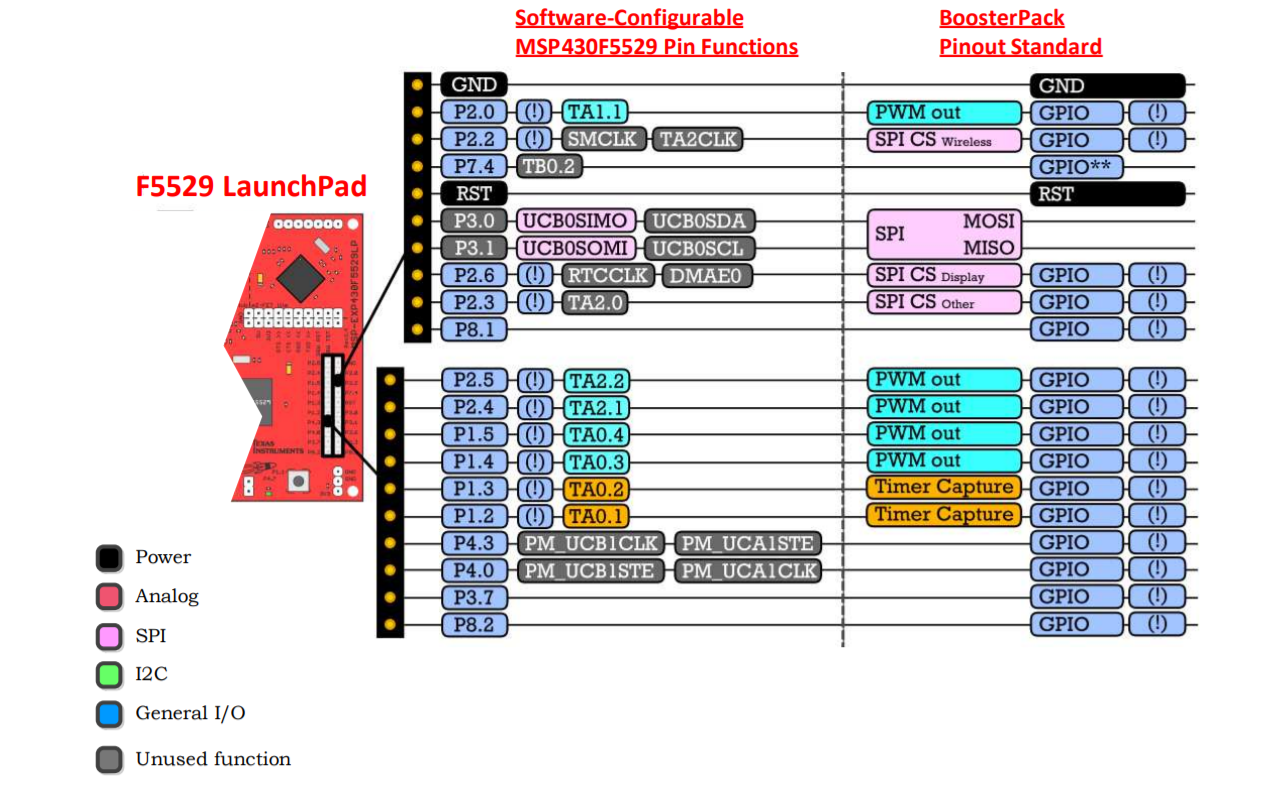 Software-Configurable
MSP430F5529 Pin Functions
BoosterPack
Pinout Standard
F5529 LaunchPad
GND GND
P2.0 (!) TA1.1 PWM out GPIO (!)
P2.2 (!) SMCLK TA2CLK SPI CS Wireless GPIO (!)
P7.4 TB0.2 GPIO**
RST RST
P3.0 UCB0SIMO UCB0SDA SPI MOSI
P3.1 UCB0SOMI UCB0SCL MISO
P2.6 (!) RTCCLK DMAE0 SPI CS Display GPIO (!)
P2.3 (!) TA2.0 SPI CS Other GPIO (!)
P8.1 GPIO (!)
P2.5 (!) TA2.2 PWM out GPIO (!)
P2.4 (!) TA2.1 PWM out GPIO (!)
P1.5 (!) TA0.4 PWM out GPIO (!)
P1.4 (!) TA0.3 PWM out GPIO (!)
P1.3 (!) TA0.2 Timer Capture GPIO (!)
P1.2 (!) TA0.1 Timer Capture GPIO (!)
P4.3 PM_UCB1CLK PM_UCA1STE GPIO (!)
P4.0 PM_UCB1STE PM_UCA1CLK GPIO (!)
P3.7 GPIO (!)
P8.2 GPIO (!)
MSP-EXP430F5529LP
TEXAS
INSTRUMENTS
Power
Analog
SPI
I2C
General I/O
Unused function